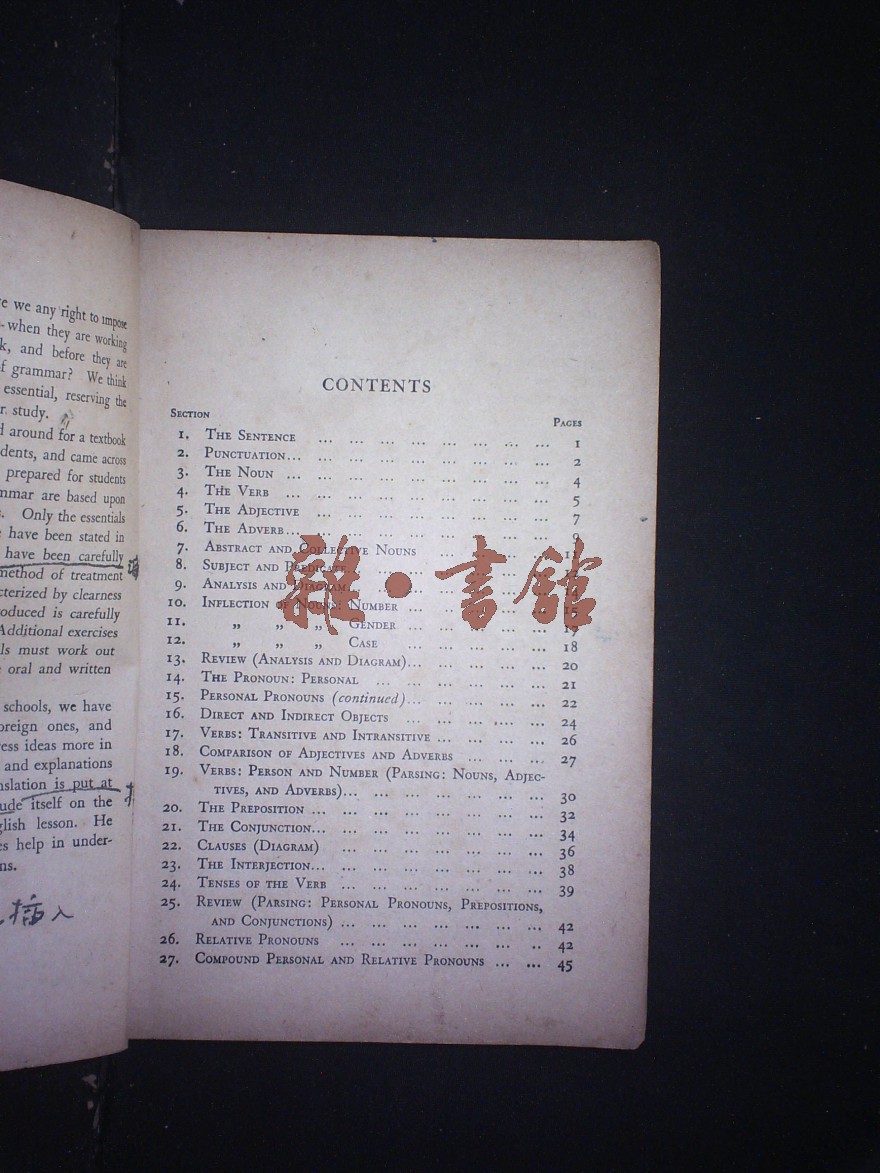 e we any right to impose
- when they are working
k, and before they are
f grammar? We think
essential, reserving the
r study.
d around for a textbook
dents, and came across
prepared for students
mmar are based upon
. Only the essentials
have been stated in
have been carefully
method of treatment
cterized by clearness
oduced is carefully
Additional exercises
ls must work out
oral and written
schools, we have
oreign ones, and
ress ideas more in
and explanations
nslation is put at
ude itself on the
glish lesson. He
es help in under-
ns.
插入
CONTENTS
SECTION PAGES
1. THE SENTENCE ... 1
2. PUNCTUATION ... 2
3. THE NOUN ... 4
4. THE VERB ... 5
5. THE ADJECTIVE ... 7
6. THE ADVERB ... 9
7. ABSTRACT AND COLLECTIVE NOUNS ... 11
8. SUBJECT AND PREDICATE ...
9. ANALYSIS AND DIAGRAM ...
10. INFLECTION OF NOUNS: NUMBER ... 15
11. „ „ „ GENDER ... 17
12. „ „ „ CASE ... 18
13. REVIEW (ANALYSIS AND DIAGRAM) ... 20
14. THE PRONOUN: PERSONAL ... 21
15. PERSONAL PRONOUNS (continued) ... 22
16. DIRECT AND INDIRECT OBJECTS ... 24
17. VERBS: TRANSITIVE AND INTRANSITIVE ... 26
18. COMPARISON OF ADJECTIVES AND ADVERBS ... 27
19. VERBS: PERSON AND NUMBER (PARSING: NOUNS, ADJEC-
TIVES, AND ADVERBS) ... 30
20. THE PREPOSITION ... 32
21. THE CONJUNCTION ... 34
22. CLAUSES (DIAGRAM) ... 36
23. THE INTERJECTION ... 38
24. TENSES OF THE VERB ... 39
25. REVIEW (PARSING: PERSONAL PRONOUNS, PREPOSITIONS,
AND CONJUNCTIONS) ... 42
26. RELATIVE PRONOUNS ... 42
27. COMPOUND PERSONAL AND RELATIVE PRONOUNS ... 45
雜·書館